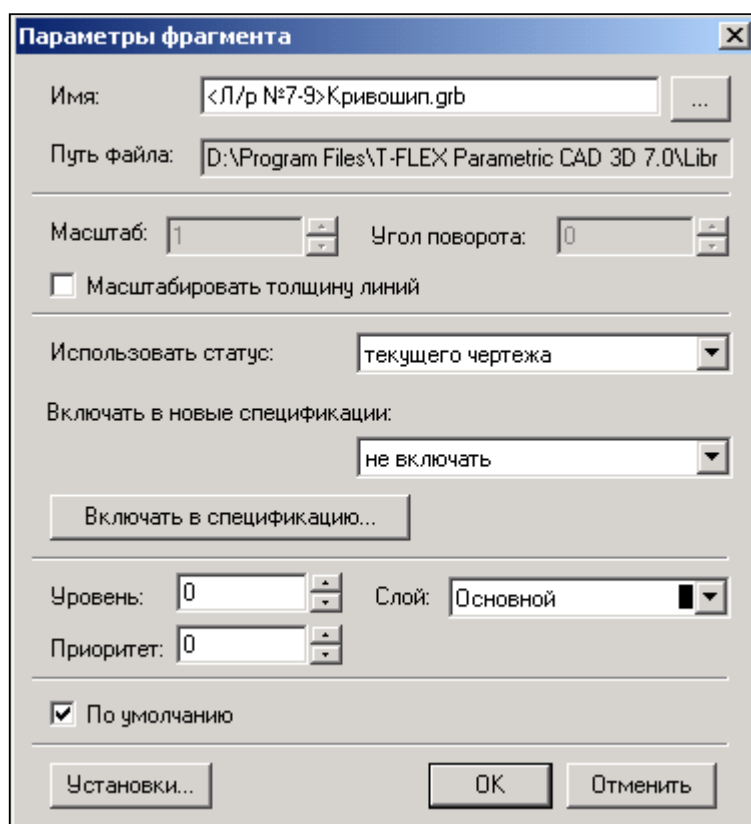 Параметры фрагмента
Имя: <Л/р №7-9>Кривошип.grb ...
Путь файла: D:\Program Files\T-FLEX Parametric CAD 3D 7.0\Libr
Масштаб: 1 Угол поворота: 0
Масштабировать толщину линий
Использовать статус: текущего чертежа
Включать в новые спецификации:
не включать
Включать в спецификацию...
Уровень: 0 Слой: Основной
Приоритет: 0
По умолчанию
Установки... OK Отменить